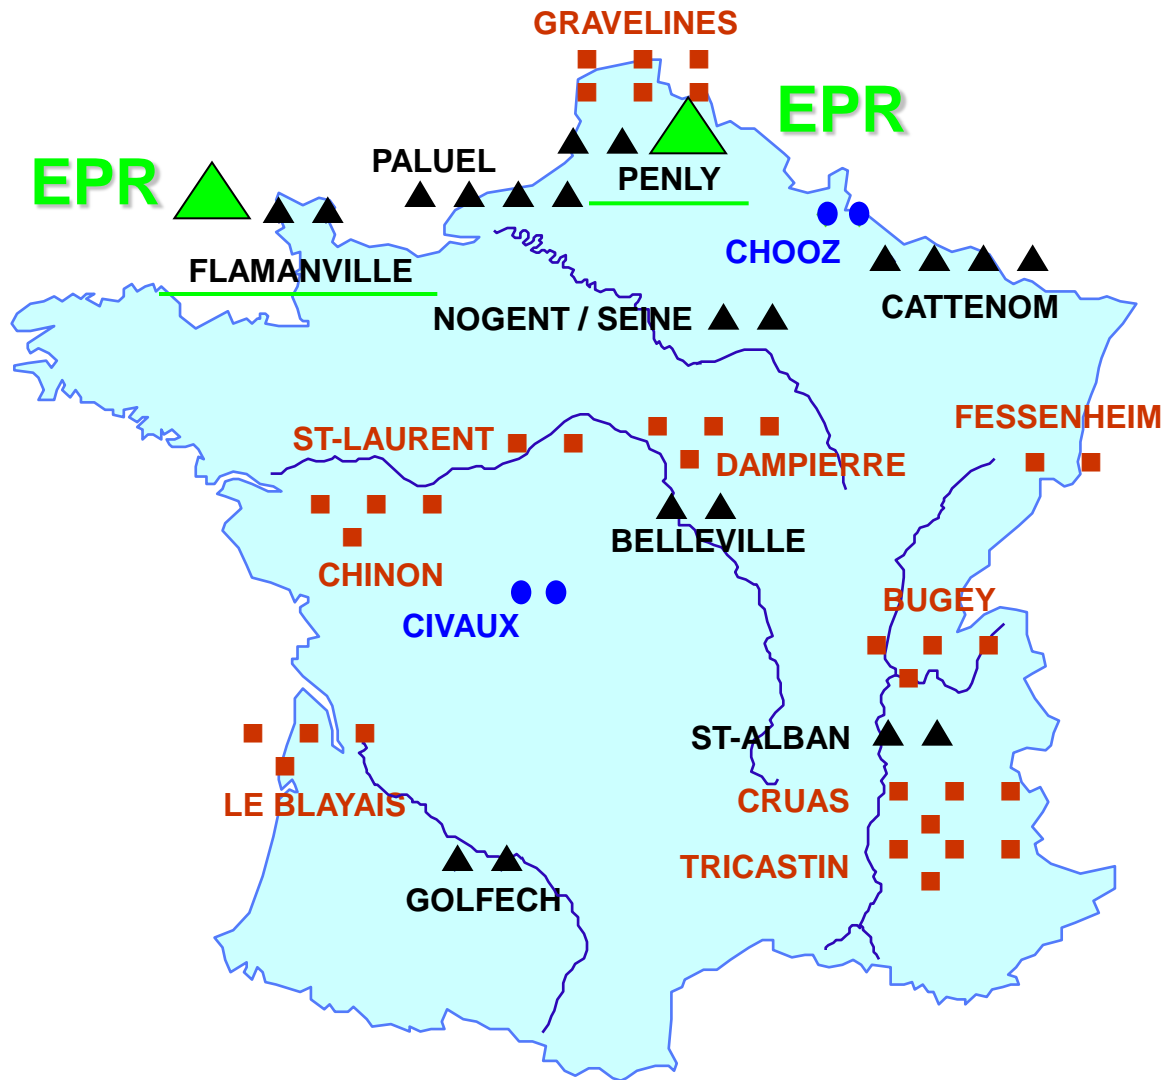 GRAVELINES
EPR
PALUEL
EPR
PENLY
CHOOZ
FLAMANVILLE
CATTENOM
NOGENT / SEINE
FESSENHEIM
ST-LAURENT
DAMPIERRE
BELLEVILLE
CHINON
BUGEY
CIVAUX
ST-ALBAN
CRUAS
LE BLAYAIS
TRICASTIN
GOLFECH